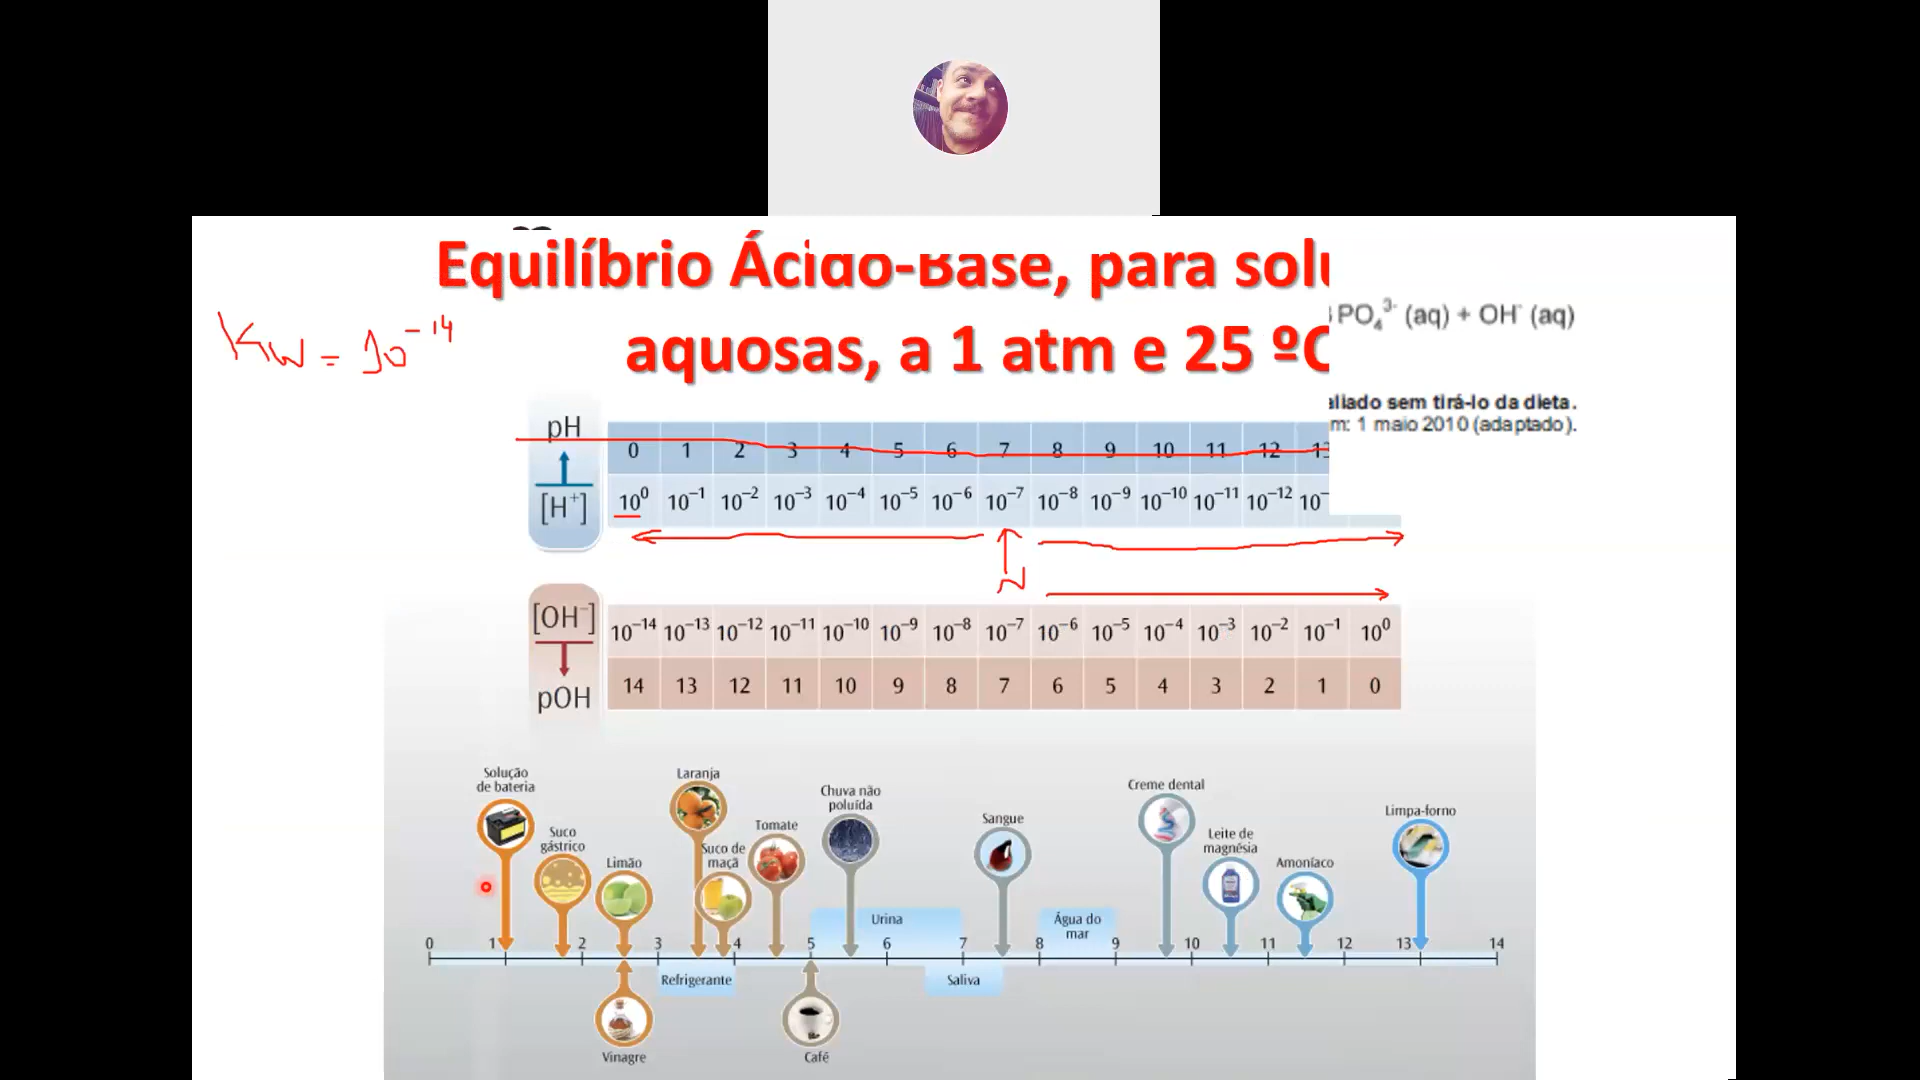 Equilíbrio Ácido-Base, para solu
aquosas, a 1 atm e 25 ºC
Kw = 10⁻¹⁴
PO₄³⁻ (aq) + OH⁻ (aq)
aliado sem tirá-lo da dieta.
m: 1 maio 2010 (adaptado).
pH 0 1 2 3 4 5 6 7 8 9 10 11 12 13
[H⁺] 10⁰ 10⁻¹ 10⁻² 10⁻³ 10⁻⁴ 10⁻⁵ 10⁻⁶ 10⁻⁷ 10⁻⁸ 10⁻⁹ 10⁻¹⁰ 10⁻¹¹ 10⁻¹² 10⁻
N
[OH⁻] 10⁻¹⁴ 10⁻¹³ 10⁻¹² 10⁻¹¹ 10⁻¹⁰ 10⁻⁹ 10⁻⁸ 10⁻⁷ 10⁻⁶ 10⁻⁵ 10⁻⁴ 10⁻³ 10⁻² 10⁻¹ 10⁰
pOH 14 13 12 11 10 9 8 7 6 5 4 3 2 1 0
Solução
de bateria
Suco
gástrico
Limão
Laranja
Suco de
maçã
Tomate
Chuva não
poluída
Urina
Sangue
Água do
mar
Creme dental
Leite de
magnésia
Amoníaco
Limpa-forno
0 1 2 3 4 5 6 7 8 9 10 11 12 13 14
Refrigerante
Saliva
Vinagre
Café